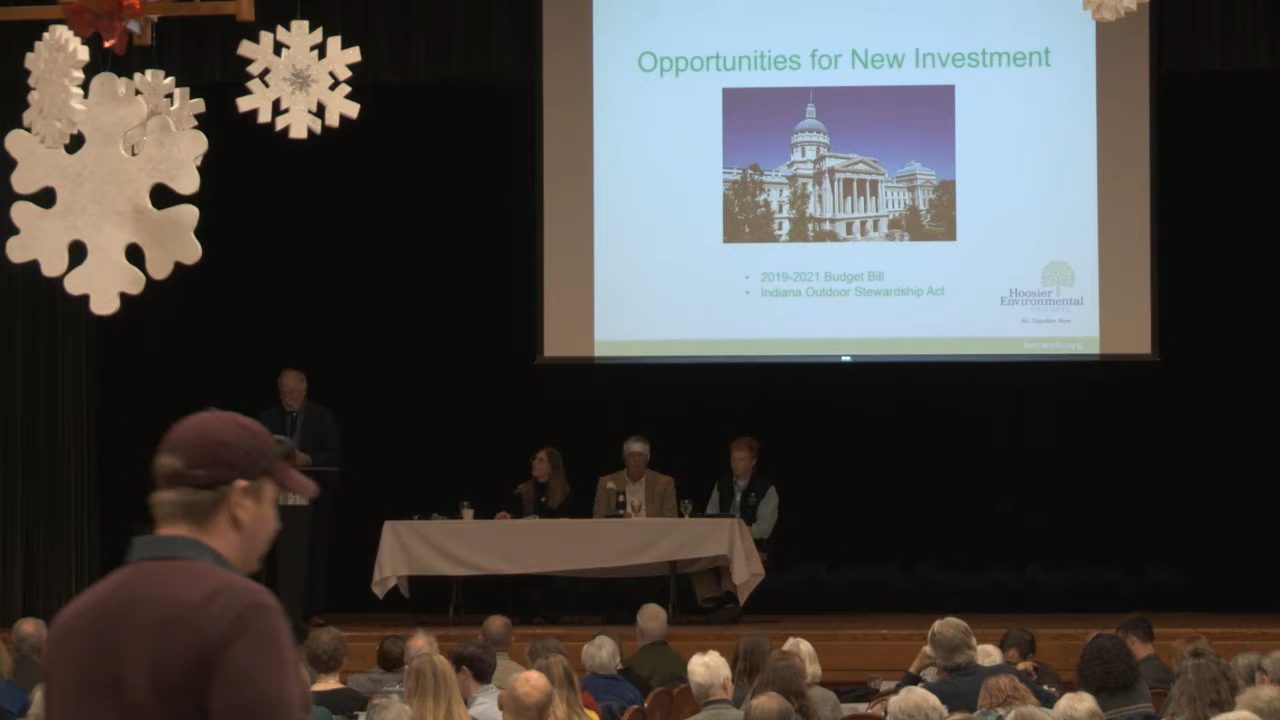 Opportunities for New Investment
• 2019-2021 Budget Bill
• Indiana Outdoor Stewardship Act
Hoosier
Environmental